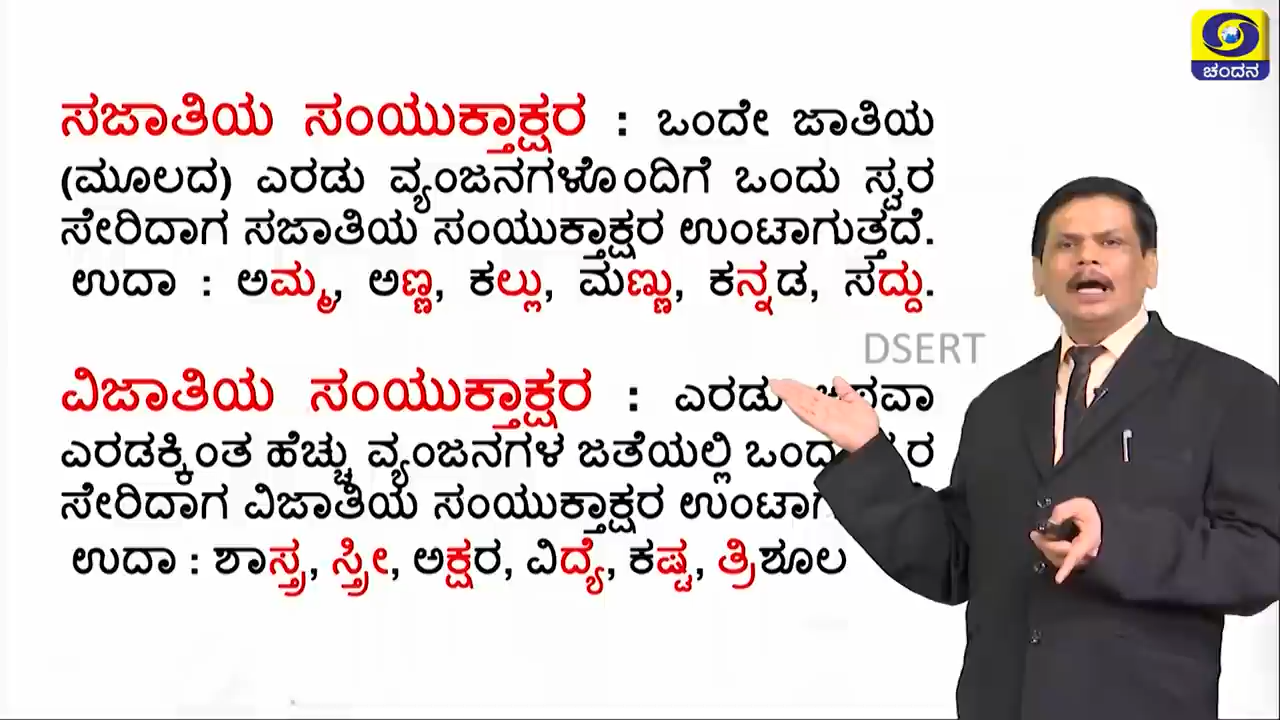 ಚಂದನ
ಸಜಾತಿಯ ಸಂಯುಕ್ತಾಕ್ಷರ : ಒಂದೇ ಜಾತಿಯ
(ಮೂಲದ) ಎರಡು ವ್ಯಂಜನಗಳೊಂದಿಗೆ ಒಂದು ಸ್ವರ
ಸೇರಿದಾಗ ಸಜಾತಿಯ ಸಂಯುಕ್ತಾಕ್ಷರ ಉಂಟಾಗುತ್ತದೆ.
ಉದಾ : ಅಮ್ಮ, ಅಣ್ಣ, ಕಲ್ಲು, ಮಣ್ಣು, ಕನ್ನಡ, ಸದ್ದು.
DSERT
ವಿಜಾತಿಯ ಸಂಯುಕ್ತಾಕ್ಷರ : ಎರಡು
ಎರಡಕ್ಕಿಂತ ಹೆಚ್ಚು ವ್ಯಂಜನಗಳ ಜತೆಯಲ್ಲಿ
ಸೇರಿದಾಗ ವಿಜಾತಿಯ ಸಂಯುಕ್ತಾಕ್ಷರ
ಉದಾ : ಶಾಸ್ತ್ರ, ಸ್ತ್ರೀ, ಅಕ್ಷರ, ವಿದ್ಯೆ, ಕಷ್ಟ, ತ್ರಿಶೂಲ